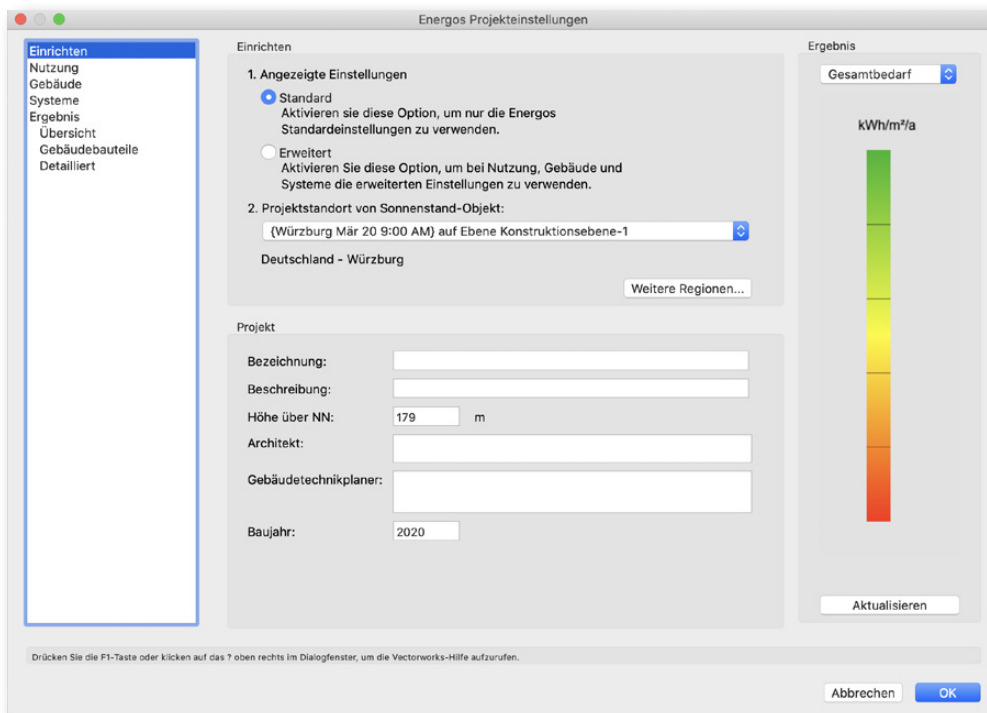 Energos Projekteinstellungen
Einrichten
Nutzung
Gebäude
Systeme
Ergebnis
Übersicht
Gebäudebauteile
Detailliert
Einrichten
1. Angezeigte Einstellungen
Standard
Aktivieren sie diese Option, um nur die Energos
Standardeinstellungen zu verwenden.
Erweitert
Aktivieren Sie diese Option, um bei Nutzung, Gebäude und
Systeme die erweiterten Einstellungen zu verwenden.
2. Projektstandort von Sonnenstand-Objekt:
{Würzburg Mär 20 9:00 AM} auf Ebene Konstruktionsebene-1
Deutschland - Würzburg
Weitere Regionen...
Projekt
Bezeichnung:
Beschreibung:
Höhe über NN: 179 m
Architekt:
Gebäudetechnikplaner:
Baujahr: 2020
Ergebnis
Gesamtbedarf
kWh/m²/a
Aktualisieren
Drücken Sie die F1-Taste oder klicken auf das ? oben rechts im Dialogfenster, um die Vectorworks-Hilfe aufzurufen.
Abbrechen OK